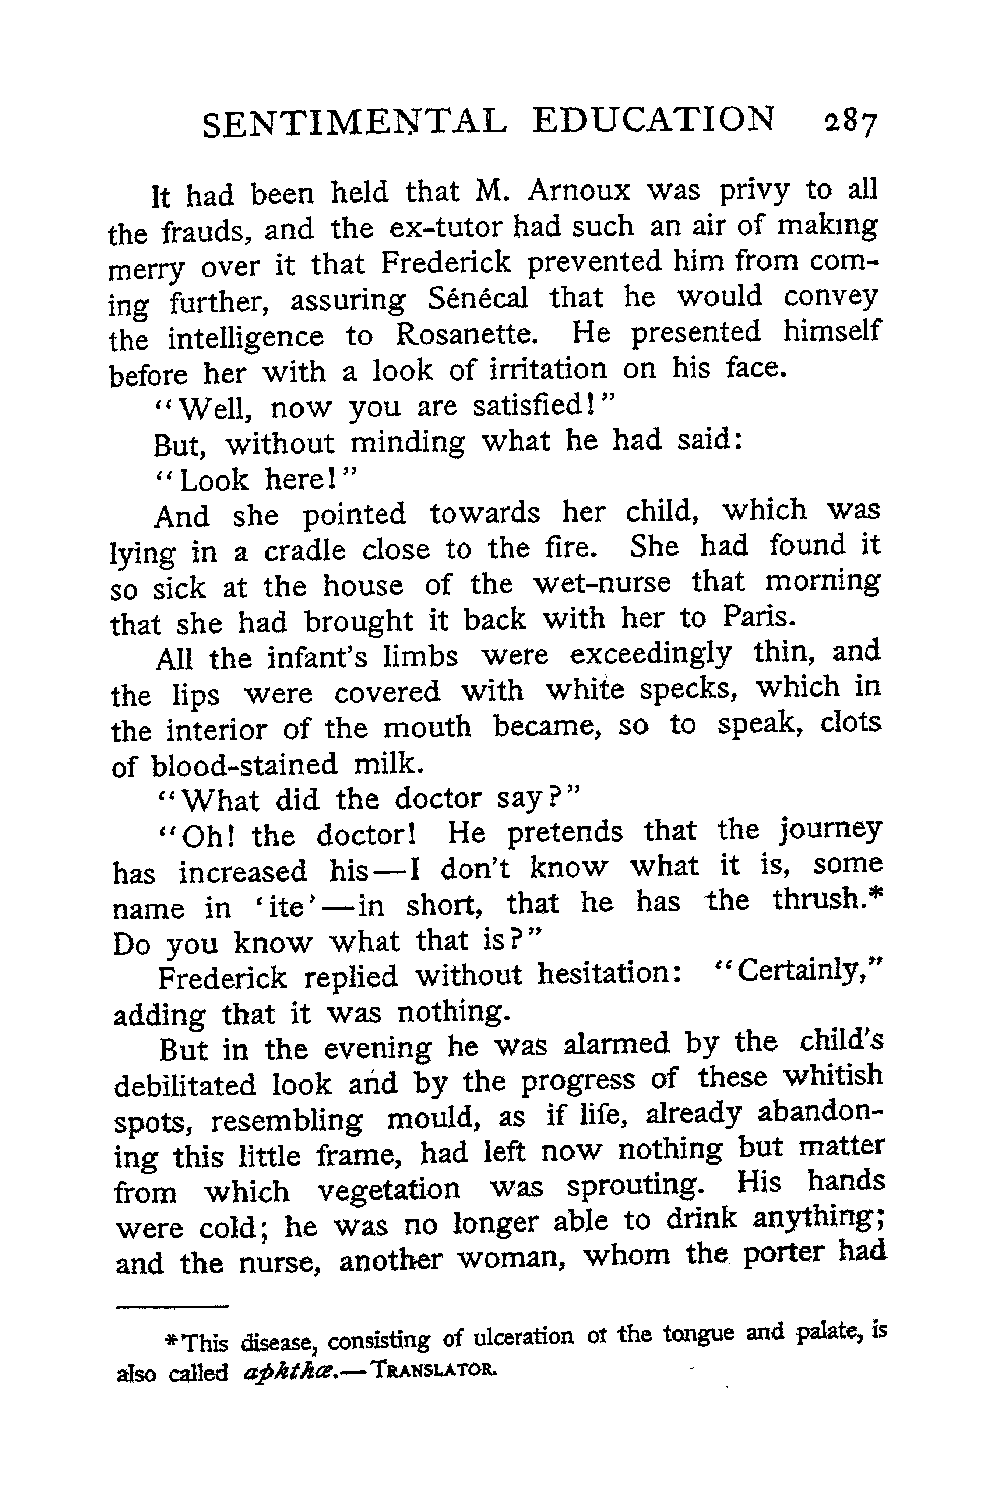 SENTIMENTAL EDUCATION 287
It had been held that M. Arnoux was privy to all
the frauds, and the ex-tutor had such an air of making
merry over it that Frederick prevented him from com-
ing further, assuring Sénécal that he would convey
the intelligence to Rosanette. He presented himself
before her with a look of irritation on his face.
“Well, now you are satisfied!”
But, without minding what he had said:
“Look here!”
And she pointed towards her child, which was
lying in a cradle close to the fire. She had found it
so sick at the house of the wet-nurse that morning
that she had brought it back with her to Paris.
All the infant’s limbs were exceedingly thin, and
the lips were covered with white specks, which in
the interior of the mouth became, so to speak, clots
of blood-stained milk.
“What did the doctor say?”
“Oh! the doctor! He pretends that the journey
has increased his—I don’t know what it is, some
name in ‘ite’—in short, that he has the thrush.*
Do you know what that is?”
Frederick replied without hesitation: “Certainly,”
adding that it was nothing.
But in the evening he was alarmed by the child’s
debilitated look and by the progress of these whitish
spots, resembling mould, as if life, already abandon-
ing this little frame, had left now nothing but matter
from which vegetation was sprouting. His hands
were cold; he was no longer able to drink anything;
and the nurse, another woman, whom the porter had
*This disease, consisting of ulceration of the tongue and palate, is
also called aphthæ.—TRANSLATOR.